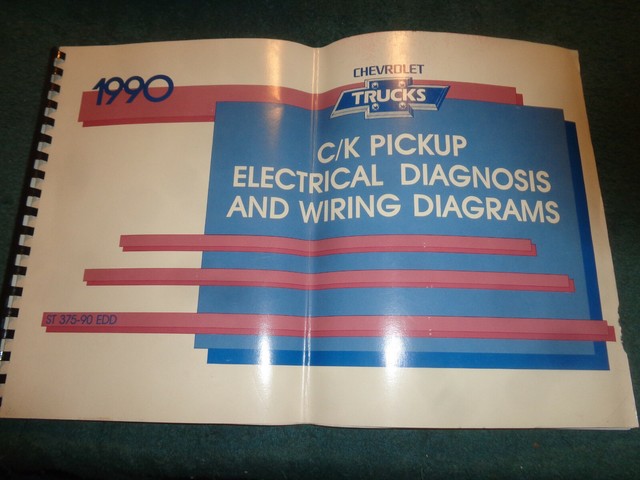 1990
CHEVROLET
TRUCKS
C/K PICKUP
ELECTRICAL DIAGNOSIS
AND WIRING DIAGRAMS
ST 375-90 EDD